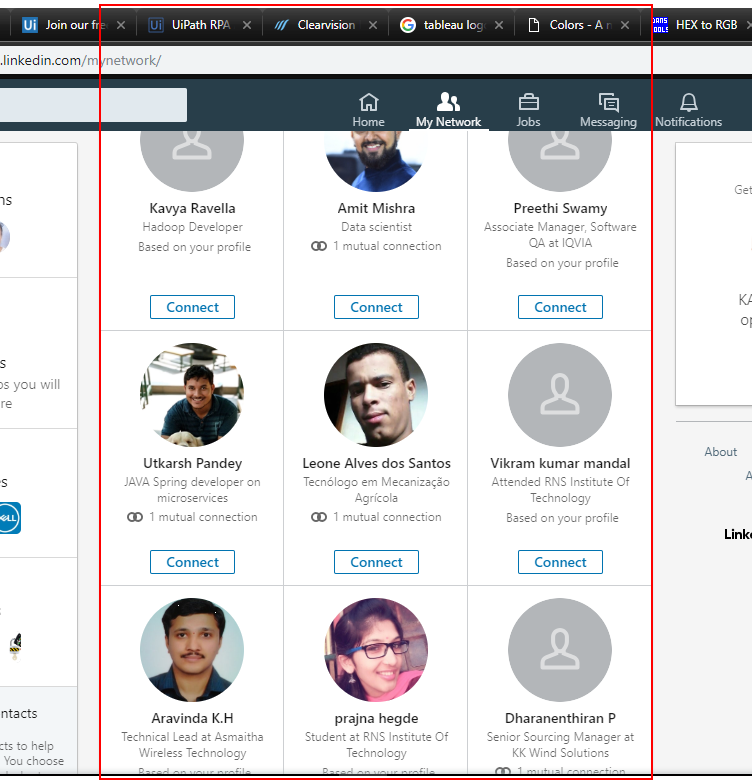 Join our free
UiPath RPA
Clearvision
tableau log
Colors - A
HEX to RGB
.linkedin.com/mynetwork/
Home
My Network
Jobs
Messaging
Notifications
Kavya Ravella
Hadoop Developer
Based on your profile
Connect
Amit Mishra
Data scientist
1 mutual connection
Connect
Preethi Swamy
Associate Manager, Software
QA at IQVIA
Based on your profile
Connect
Utkarsh Pandey
JAVA Spring developer on
microservices
1 mutual connection
Connect
Leone Alves dos Santos
Tecnólogo em Mecanização
Agrícola
1 mutual connection
Connect
Vikram kumar mandal
Attended RNS Institute Of
Technology
Based on your profile
Connect
Aravinda K.H
Technical Lead at Asmaitha
Wireless Technology
Based on your profile
prajna hegde
Student at RNS Institute Of
Technology
Based on your profile
Dharanenthiran P
Senior Sourcing Manager at
KK Wind Solutions
1 mutual connection
you will
re
ntacts
cts to help
You choose
Get
KA
op
About
A
Linke